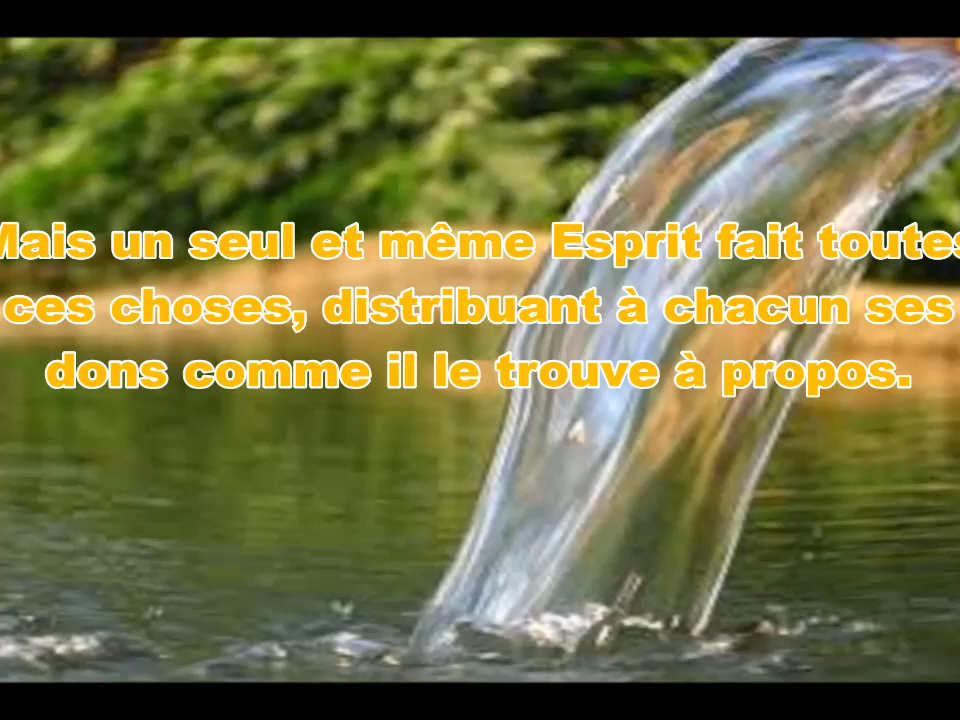 Mais un seul et même Esprit fait toutes
ces choses, distribuant à chacun ses
dons comme il le trouve à propos.